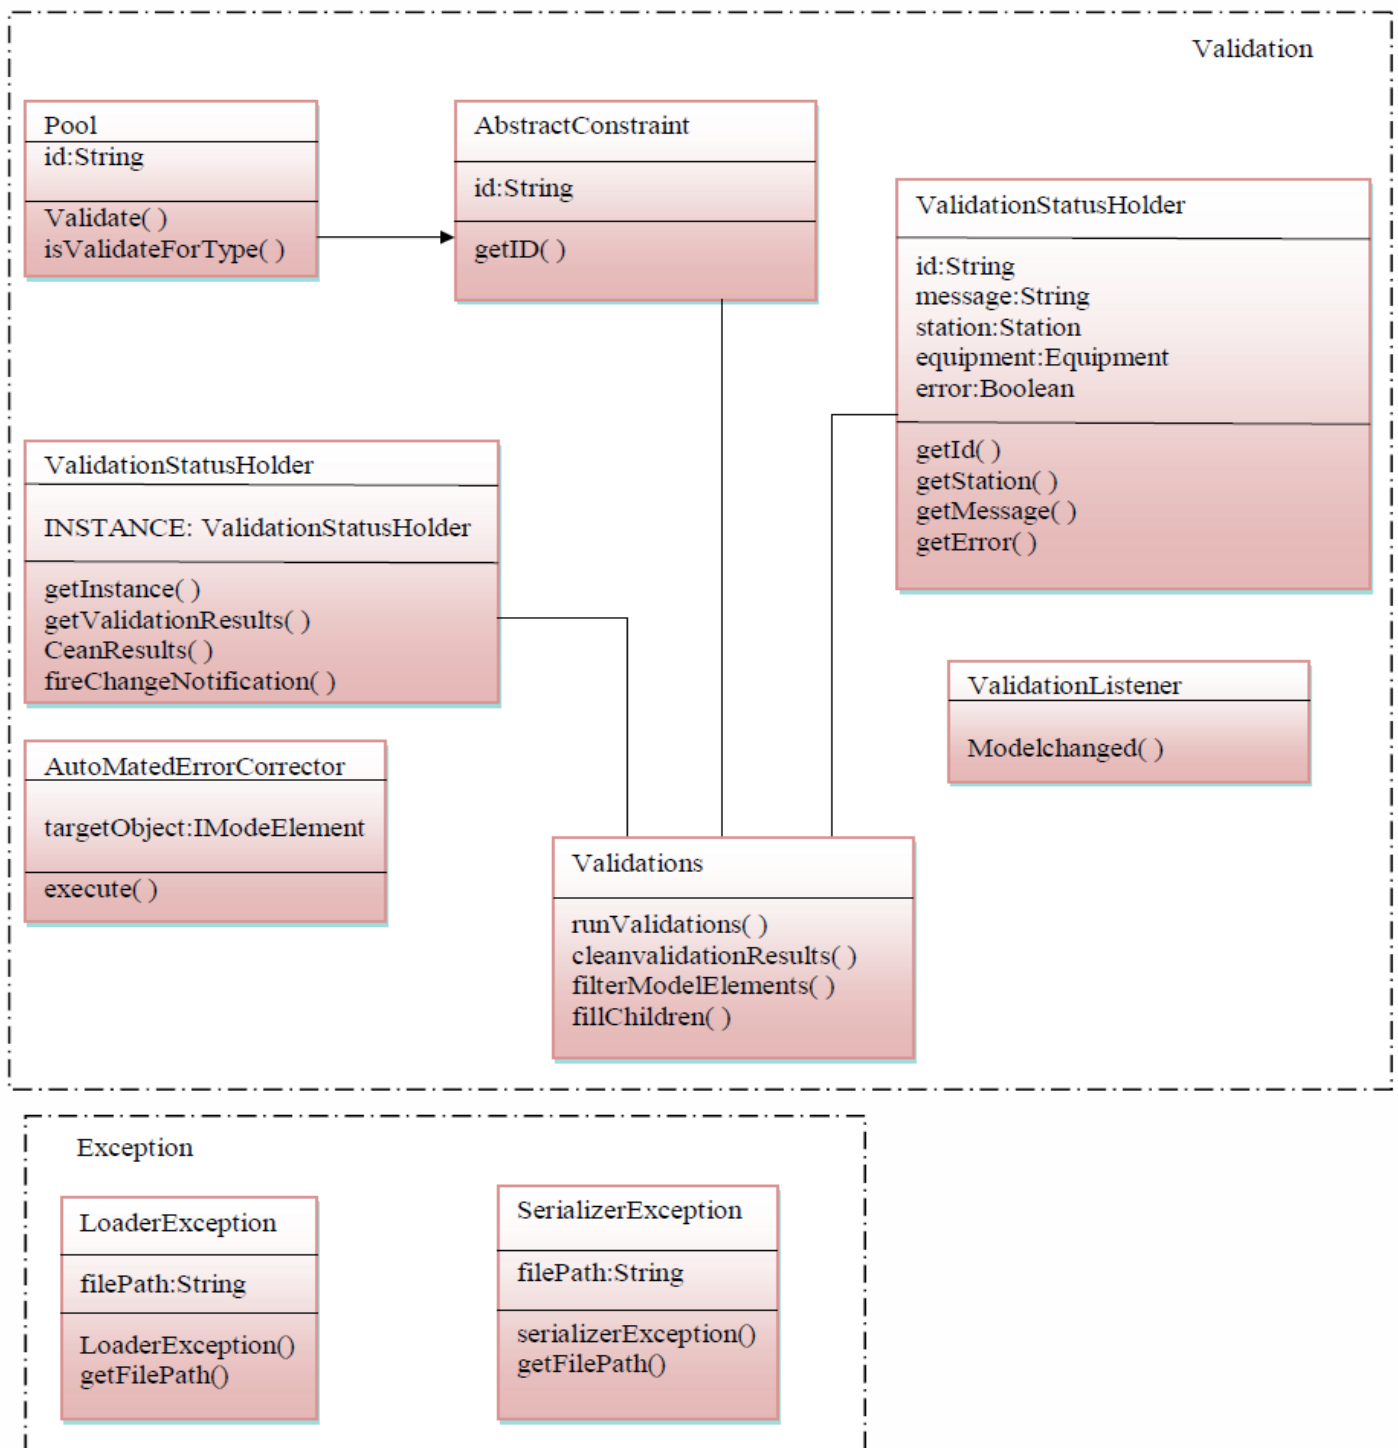 Validation
Pool
id:String
Validate( )
isValidateForType( )
AbstractConstraint
id:String
getID( )
ValidationStatusHolder
id:String
message:String
station:Station
equipment:Equipment
error:Boolean
getId( )
getStation( )
getMessage( )
getError( )
ValidationStatusHolder
INSTANCE: ValidationStatusHolder
getInstance( )
getValidationResults( )
CeanResults( )
fireChangeNotification( )
ValidationListener
Modelchanged( )
AutoMatedErrorCorrector
targetObject:IModeElement
execute( )
Validations
runValidations( )
cleanvalidationResults( )
filterModelElements( )
fillChildren( )
Exception
LoaderException
filePath:String
LoaderException()
getFilePath()
SerializerException
filePath:String
serializerException()
getFilePath()